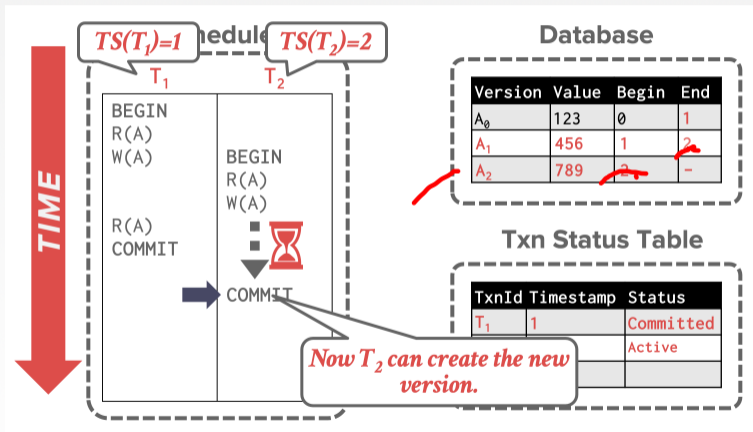 TS(T1)=1
TS(T2)=2
Database
T1
T2
TIME
BEGIN
R(A)
W(A)
R(A)
COMMIT
BEGIN
R(A)
W(A)
COMMIT
Version Value Begin End
A0 123 0 1
A1 456 1 2
A2 789 2 -
Txn Status Table
TxnId Timestamp Status
T1 1 Committed
Active
Now T2 can create the new
version.